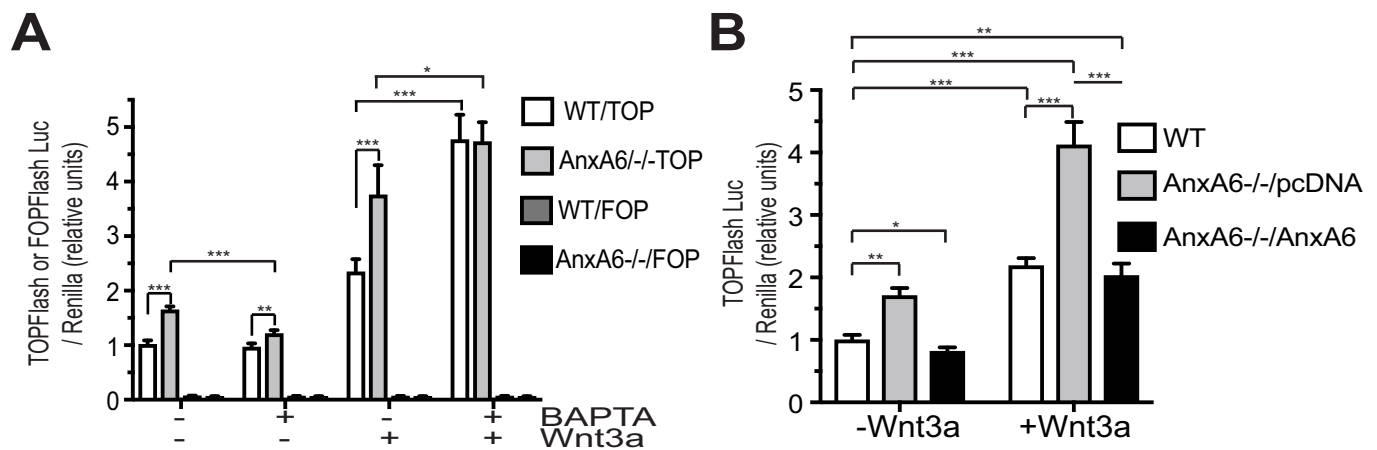 A
TOPFlash or FOPFlash Luc
/ Renilla (relative units)
5
4
3
2
1
0
***
**
***
***
***
*
WT/TOP
AnxA6/-/-TOP
WT/FOP
AnxA6-/-/FOP
- + - + BAPTA
- - + + Wnt3a
B
TOPFlash Luc
/ Renilla (relative units)
5
4
3
2
1
0
**
***
***
***
***
*
**
WT
AnxA6-/-/pcDNA
AnxA6-/-/AnxA6
-Wnt3a +Wnt3a